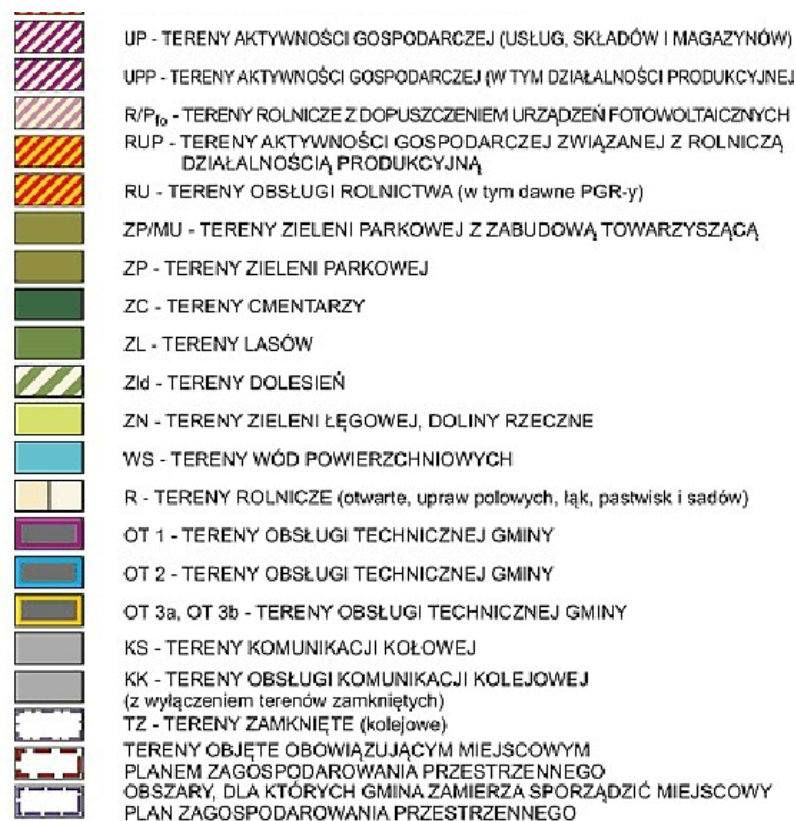 UP - TERENY AKTYWNOŚCI GOSPODARCZEJ (USŁUG, SKŁADÓW I MAGAZYNÓW)
UPP - TERENY AKTYWNOŚCI GOSPODARCZEJ (W TYM DZIAŁALNOŚCI PRODUKCYJNEJ
R/Pfo - TERENY ROLNICZE Z DOPUSZCZENIEM URZĄDZEŃ FOTOWOLTAICZNYCH
RUP - TERENY AKTYWNOŚCI GOSPODARCZEJ ZWIĄZANEJ Z ROLNICZĄ
DZIAŁALNOŚCIĄ PRODUKCYJNĄ
RU - TERENY OBSŁUGI ROLNICTWA (w tym dawne PGR-y)
ZP/MU - TERENY ZIELENI PARKOWEJ Z ZABUDOWĄ TOWARZYSZĄCĄ
ZP - TERENY ZIELENI PARKOWEJ
ZC - TERENY CMENTARZY
ZL - TERENY LASÓW
Zld - TERENY DOLESIEŃ
ZN - TERENY ZIELENI ŁĘGOWEJ, DOLINY RZECZNE
WS - TERENY WÓD POWIERZCHNIOWYCH
R - TERENY ROLNICZE (otwarte, upraw polowych, łąk, pastwisk i sadów)
OT 1 - TERENY OBSŁUGI TECHNICZNEJ GMINY
OT 2 - TERENY OBSŁUGI TECHNICZNEJ GMINY
OT 3a, OT 3b - TERENY OBSŁUGI TECHNICZNEJ GMINY
KS - TERENY KOMUNIKACJI KOŁOWEJ
KK - TERENY OBSŁUGI KOMUNIKACJI KOLEJOWEJ
(z wyłączeniem terenów zamkniętych)
TZ - TERENY ZAMKNIĘTE (kolejowe)
TERENY OBJĘTE OBOWIĄZUJĄCYM MIEJSCOWYM
PLANEM ZAGOSPODAROWANIA PRZESTRZENNEGO
OBSZARY, DLA KTÓRYCH GMINA ZAMIERZA SPORZĄDZIĆ MIEJSCOWY
PLAN ZAGOSPODAROWANIA PRZESTRZENNEGO